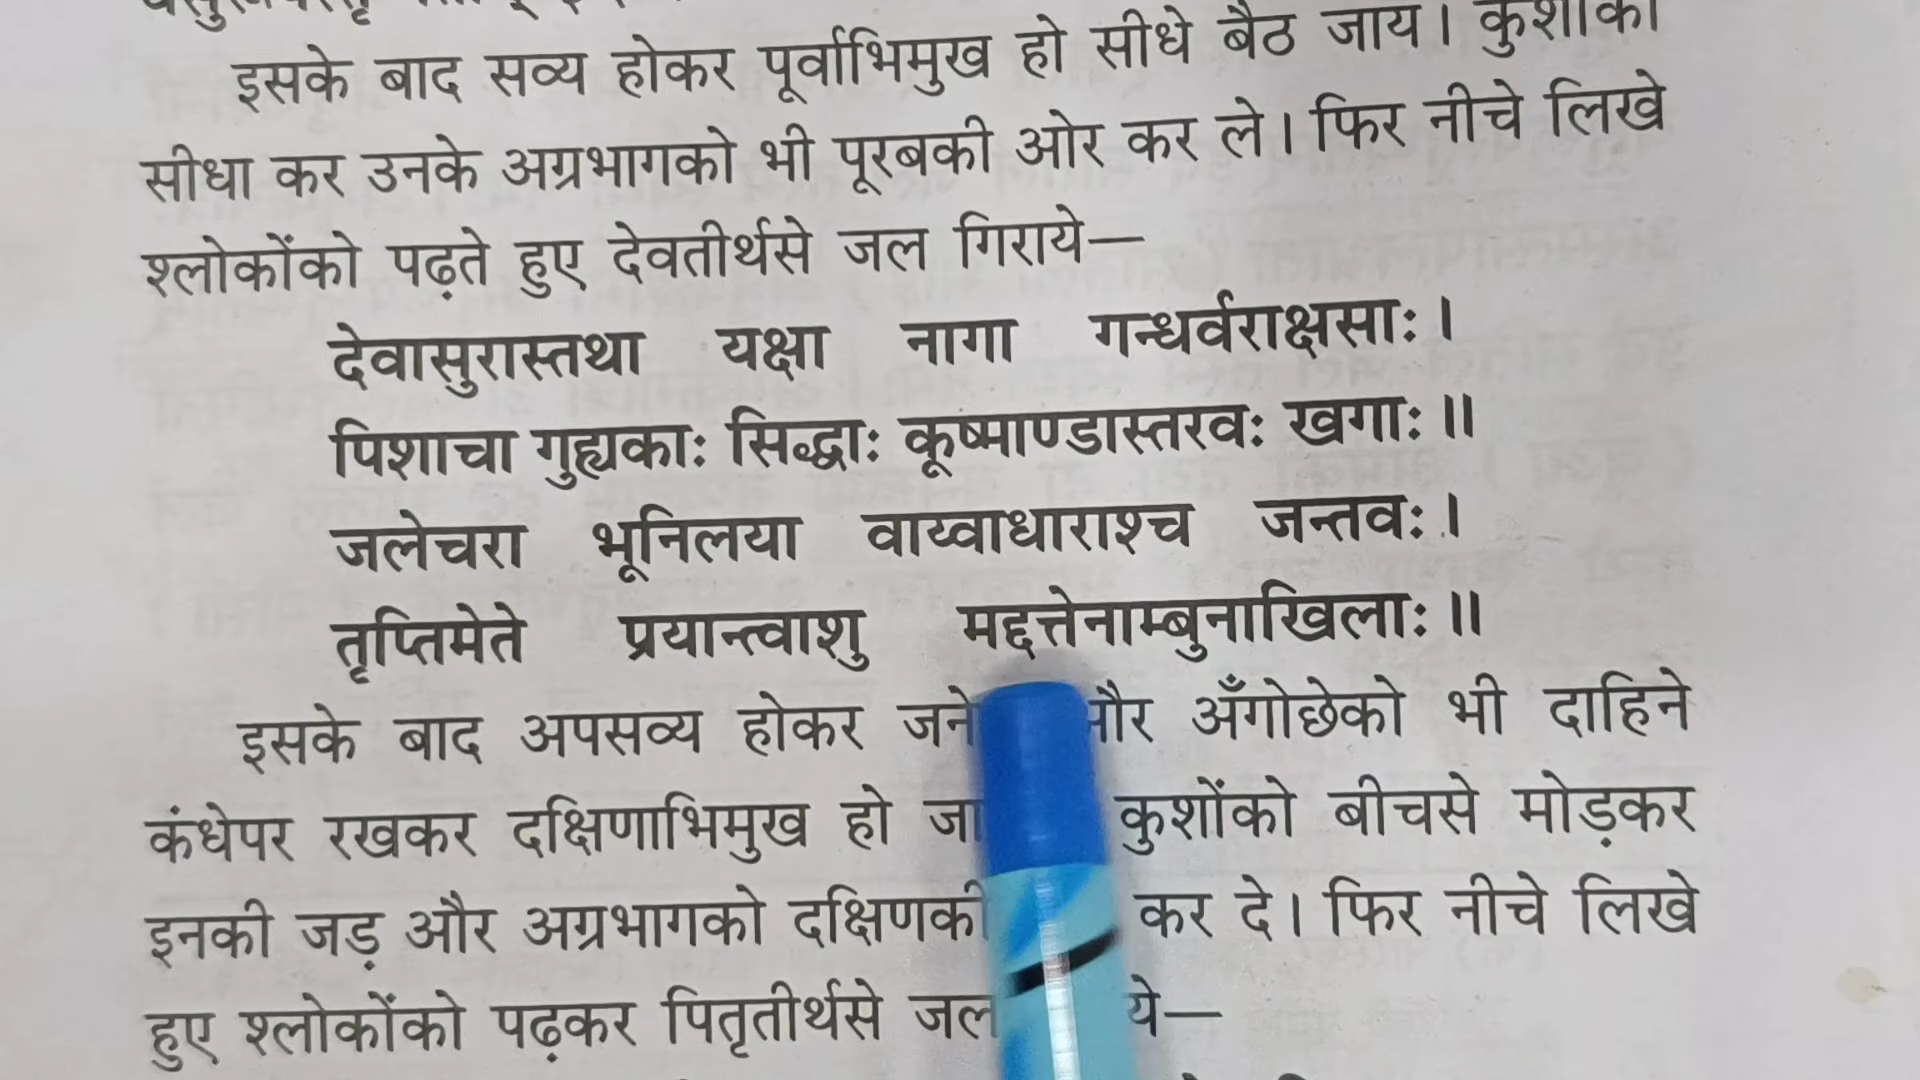 इसके बाद सव्य होकर पूर्वाभिमुख हो सीधे बैठ जाय। कुशोंको
सीधा कर उनके अग्रभागको भी पूरबकी ओर कर ले। फिर नीचे लिखे
श्लोकोंको पढ़ते हुए देवतीर्थसे जल गिराये—
देवासुरास्तथा यक्षा नागा गन्धर्वराक्षसाः।
पिशाचा गुह्यकाः सिद्धाः कूष्माण्डास्तरवः खगाः॥
जलेचरा भूनिलया वाय्वाधाराश्च जन्तवः।
तृप्तिमेते प्रयान्त्वाशु मद्दत्तेनाम्बुनाखिलाः॥
इसके बाद अपसव्य होकर अँगोछेको भी दाहिने
कंधेपर रखकर दक्षिणाभिमुख हो कुशोंको बीचसे मोड़कर
इनकी जड़ और अग्रभागको दक्षिणकी कर दे। फिर नीचे लिखे
हुए श्लोकोंको पढ़कर पितृतीर्थसे जल